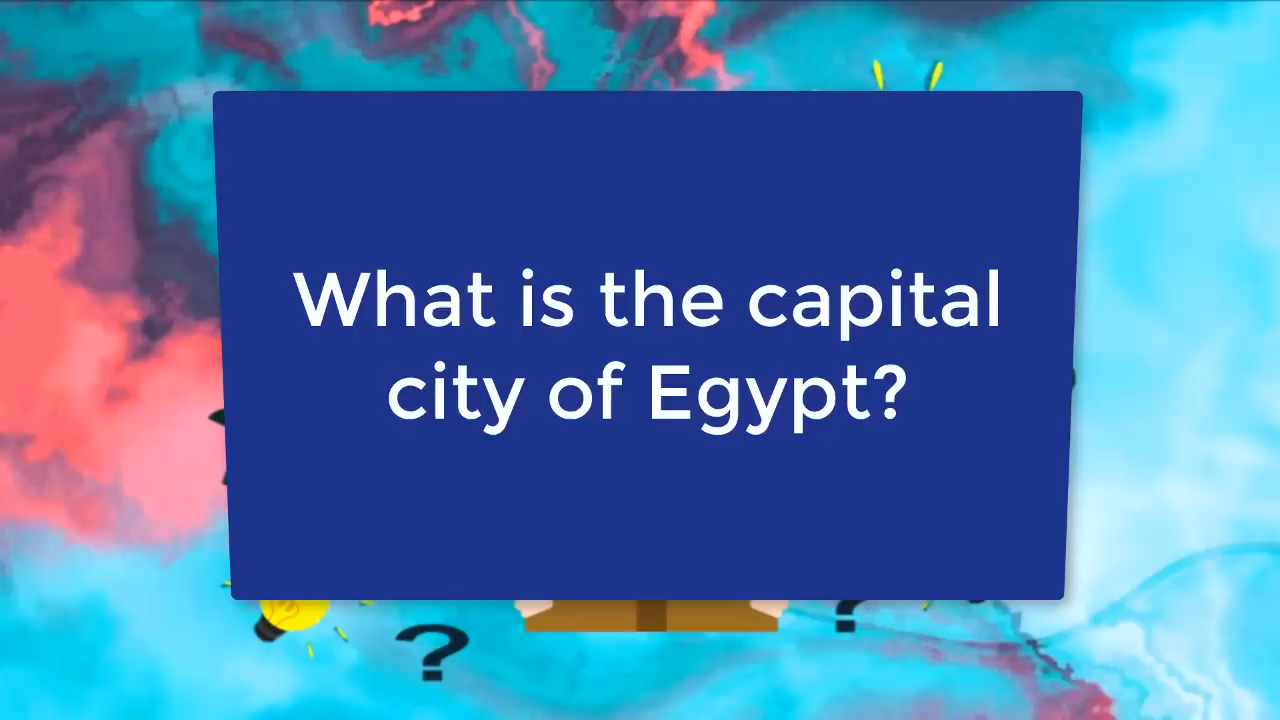 What is the capital
city of Egypt?
?
?